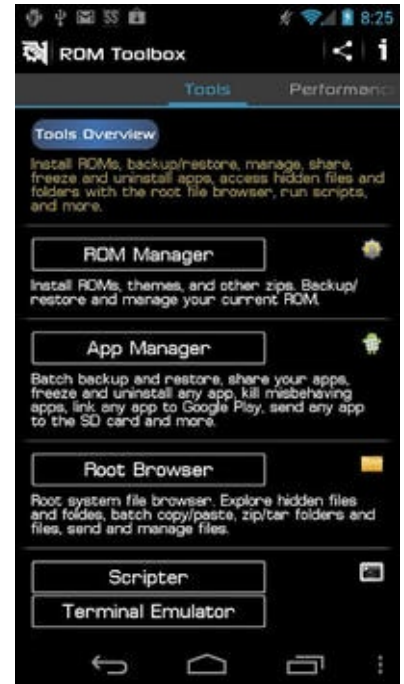 8:25
ROM Toolbox
Tools Performanc
Tools Overview
Install ROMs, backup/restore, manage, share,
freeze and uninstall apps, access hidden files and
folders with the root file browser, run scripts,
and more.
ROM Manager
Install ROMs, themes, and other zips. Backup/
restore and manage your current ROM.
App Manager
Batch backup and restore, share your apps,
freeze and uninstall any app, kill misbehaving
apps, link any app to Google Play, send any app
to the SD card and more.
Root Browser
Root system file browser. Explore hidden files
and foldes, batch copy/paste, zip/tar folders and
files, send and manage files.
Scripter
Terminal Emulator